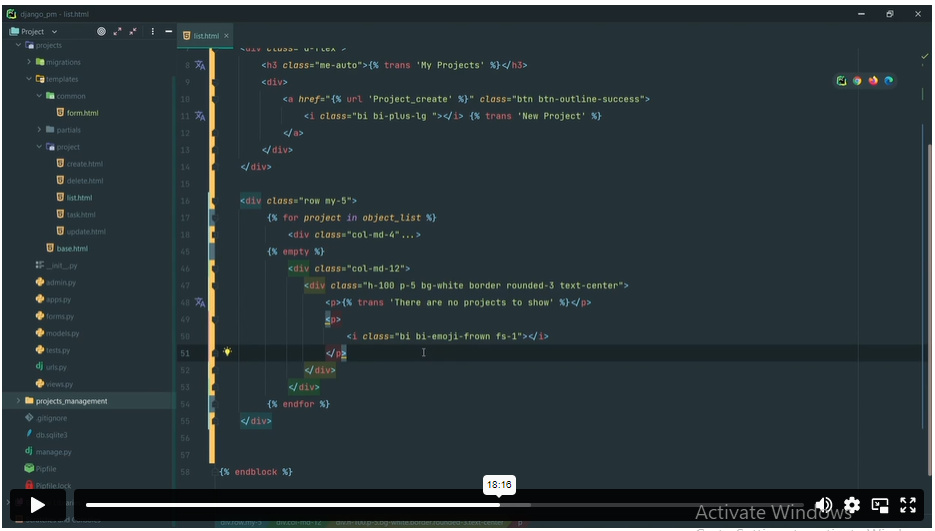 django_pm - list.html
Project
list.html
projects
migrations
templates
common
form.html
partials
project
create.html
delete.html
list.html
task.html
update.html
base.html
__init__.py
admin.py
apps.py
forms.py
models.py
tests.py
urls.py
views.py
projects_management
.gitignore
db.sqlite3
manage.py
Pipfile
Pipfile.lock
<div class="d-flex">
8 <h3 class="me-auto">{% trans 'My Projects' %}</h3>
9 <div>
10 <a href="{% url 'Project_create' %}" class="btn btn-outline-success">
11 <i class="bi bi-plus-lg "></i> {% trans 'New Project' %}
12 </a>
13 </div>
14 </div>
15
16 <div class="row my-5">
17 {% for project in object_list %}
18 <div class="col-md-4"...>
45 {% empty %}
46 <div class="col-md-12">
47 <div class="h-100 p-5 bg-white border rounded-3 text-center">
48 <p>{% trans 'There are no projects to show' %}</p>
49 <p>
50 <i class="bi bi-emoji-frown fs-1"></i>
51 </p>
52 </div>
53 </div>
54 {% endfor %}
55 </div>
56
57
58 {% endblock %}
18:16
Activate Windows